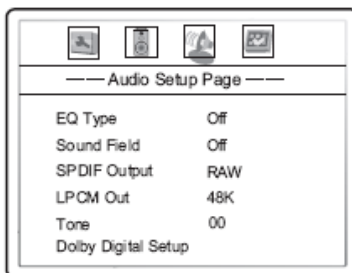 —— Audio Setup Page ——
EQ Type Off
Sound Field Off
SPDIF Output RAW
LPCM Out 48K
Tone 00
Dolby Digital Setup